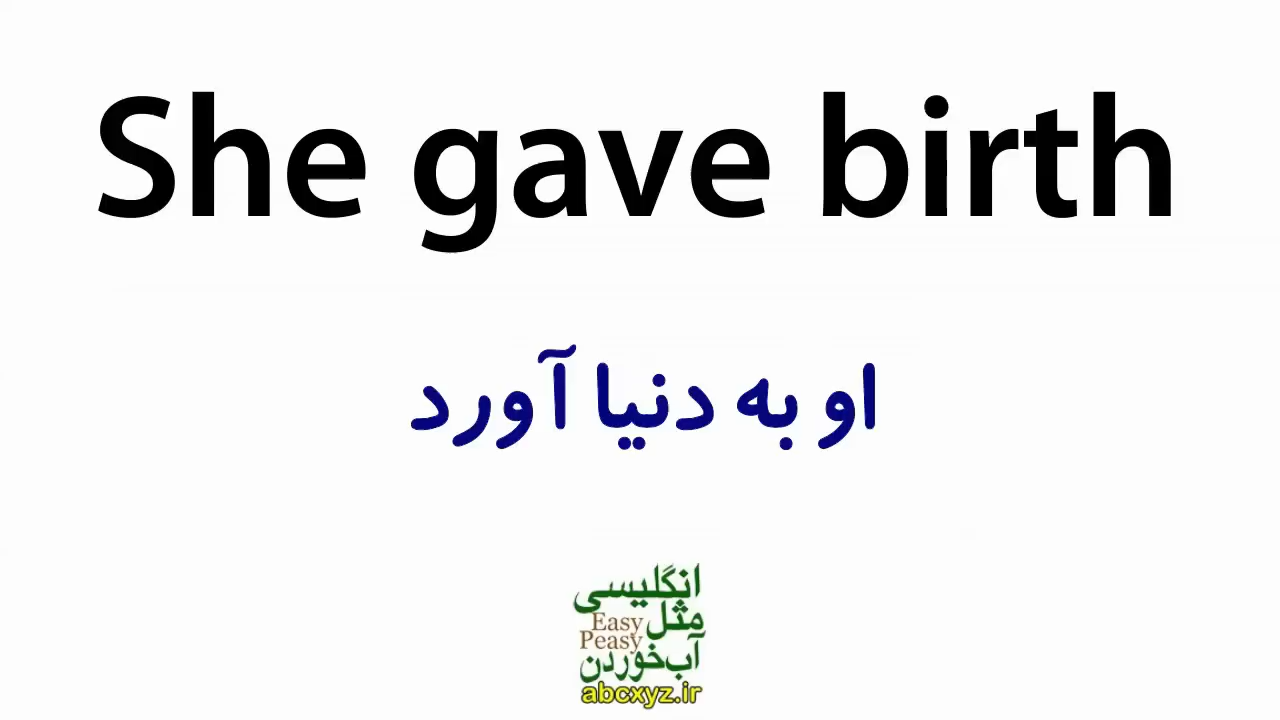 She gave birth
او به دنیا آورد
انگلیسی
مثل
Easy
Peasy
آب‌خوردن
abcxyz.ir